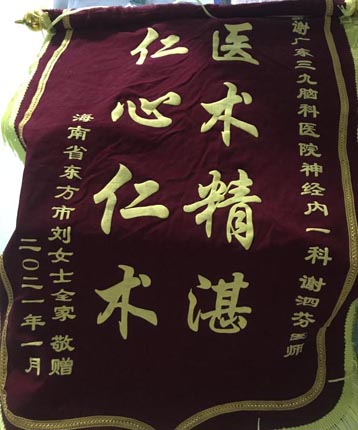 谢广东三九脑科医院神经内一科 谢泗芬医师
医术精湛
仁心仁术
海南省东方市刘女士全家 敬赠
二〇二一年一月